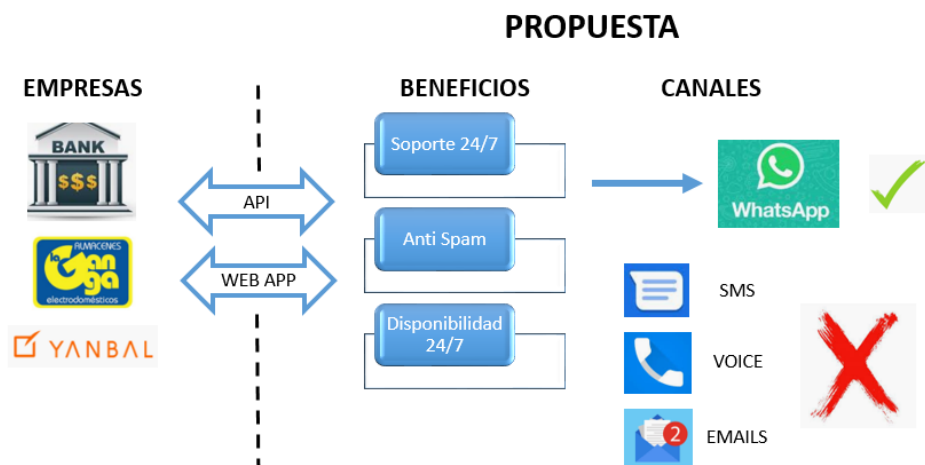 PROPUESTA
EMPRESAS
BENEFICIOS
CANALES
BANK
$$$
ALMACENES
la Ganga
electrodomésticos
YANBAL
API
WEB APP
Soporte 24/7
Anti Spam
Disponibilidad
24/7
WhatsApp
SMS
VOICE
2
EMAILS